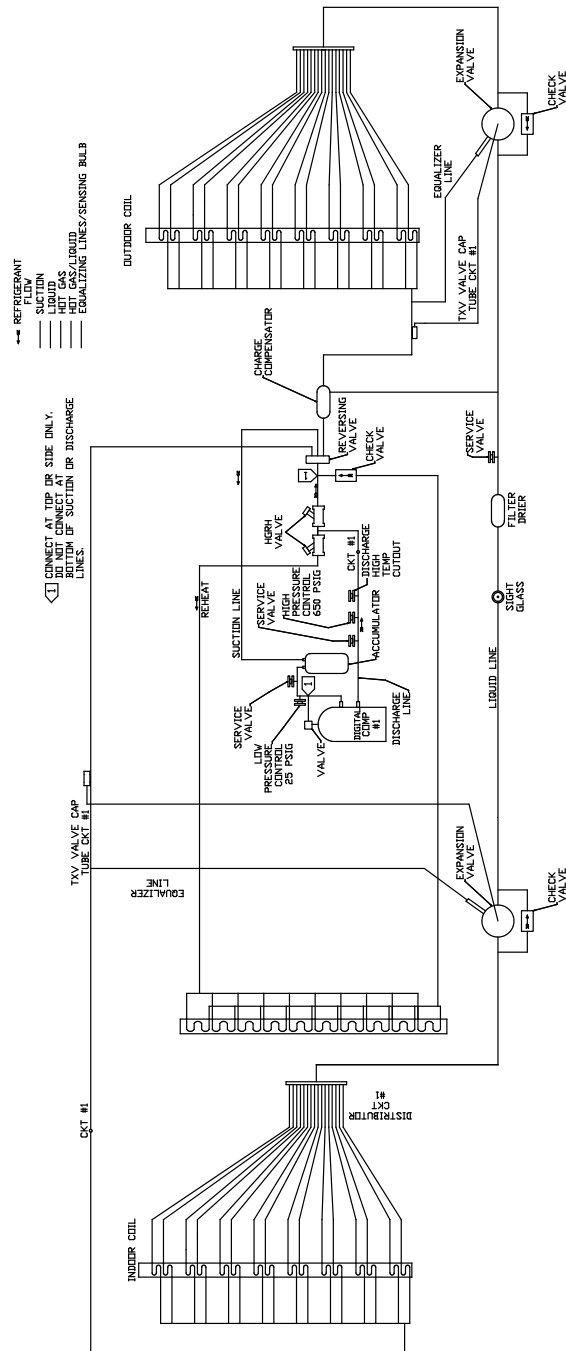 REFRIGERANT
FLOW
SUCTION
LIQUID
HOT GAS
HOT GAS/LIQUID
EQUALIZING LINES/SENSING BULB
1
CONNECT AT TOP OR SIDE ONLY.
DO NOT CONNECT AT
BOTTOM OF SUCTION OR DISCHARGE
LINES.
INDOOR COIL
CKT #1
DISTRIBUTOR
CKT
#1
TXV VALVE CAP
TUBE CKT #1
EQUALIZER
LINE
EXPANSION
VALVE
CHECK
VALVE
REHEAT
SUCTION LINE
SERVICE
VALVE
LOW
PRESSURE
CONTROL
25 PSIG
VALVE
1
DIGITAL
COMP
#1
DISCHARGE
LINE
ACCUMULATOR
SERVICE
VALVE
HIGH
PRESSURE
CONTROL
650 PSIG
CKT #1
DISCHARGE
HIGH
TEMP
CUTOUT
HGRH
VALVE
1
REVERSING
VALVE
CHECK
VALVE
CHARGE
COMPENSATOR
LIQUID LINE
SIGHT
GLASS
FILTER
DRIER
SERVICE
VALVE
OUTDOOR COIL
TXV VALVE CAP
TUBE CKT #1
EQUALIZER
LINE
EXPANSION
VALVE
CHECK
VALVE